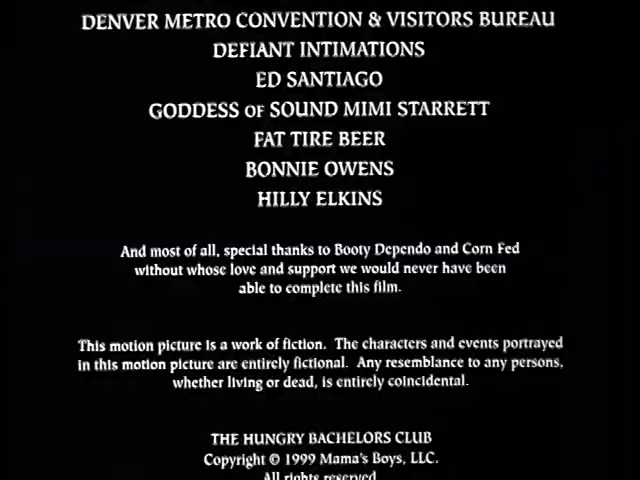 DENVER METRO CONVENTION & VISITORS BUREAU
DEFIANT INTIMATIONS
ED SANTIAGO
GODDESS OF SOUND MIMI STARRETT
FAT TIRE BEER
BONNIE OWENS
HILLY ELKINS
And most of all, special thanks to Booty Dependo and Corn Fed
without whose love and support we would never have been
able to complete this film.
This motion picture is a work of fiction. The characters and events portrayed
in this motion picture are entirely fictional. Any resemblance to any persons,
whether living or dead, is entirely coincidental.
THE HUNGRY BACHELORS CLUB
Copyright © 1999 Mama's Boys, LLC.
All rights reserved